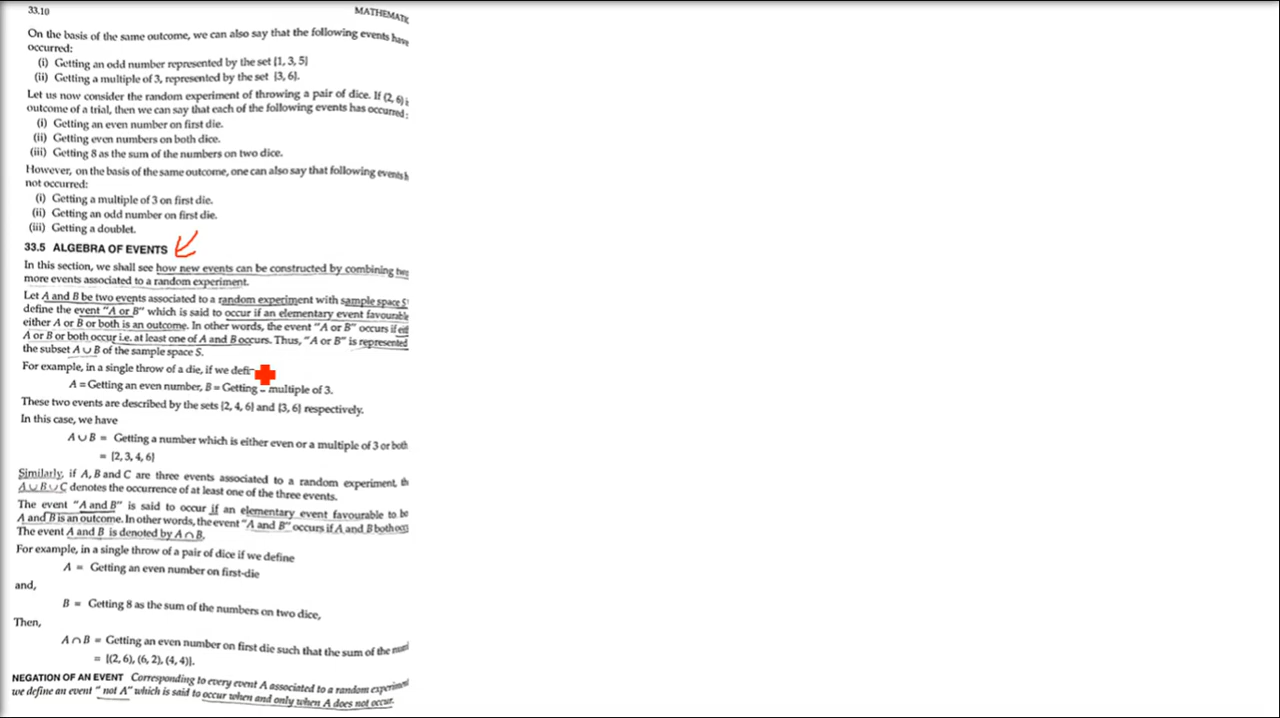 33.10 MATHEMATIC
On the basis of the same outcome, we can also say that the following events have
occurred:
(i) Getting an odd number represented by the set {1, 3, 5}
(ii) Getting a multiple of 3, represented by the set {3, 6}.
Let us now consider the random experiment of throwing a pair of dice. If (2, 6) i
outcome of a trial, then we can say that each of the following events has occurred:
(i) Getting an even number on first die.
(ii) Getting even numbers on both dice.
(iii) Getting 8 as the sum of the numbers on two dice.
However, on the basis of the same outcome, one can also say that following events h
not occurred:
(i) Getting a multiple of 3 on first die.
(ii) Getting an odd number on first die.
(iii) Getting a doublet.
33.5 ALGEBRA OF EVENTS
In this section, we shall see how new events can be constructed by combining two
more events associated to a random experiment.
Let A and B be two events associated to a random experiment with sample space S.
define the event "A or B" which is said to occur if an elementary event favourable
either A or B or both is an outcome. In other words, the event "A or B" occurs if eit
A or B or both occur i.e. at least one of A and B occurs. Thus, "A or B" is represented
the subset A ∪ B of the sample space S.
For example, in a single throw of a die, if we defi
A = Getting an even number, B = Getting multiple of 3.
These two events are described by the sets {2, 4, 6} and {3, 6} respectively.
In this case, we have
A ∪ B = Getting a number which is either even or a multiple of 3 or both
= {2, 3, 4, 6}
Similarly, if A, B and C are three events associated to a random experiment, th
A ∪ B ∪ C denotes the occurrence of at least one of the three events.
The event "A and B" is said to occur if an elementary event favourable to bo
A and B is an outcome. In other words, the event "A and B" occurs if A and B both occu
The event A and B is denoted by A ∩ B.
For example, in a single throw of a pair of dice if we define
A = Getting an even number on first-die
and,
B = Getting 8 as the sum of the numbers on two dice,
Then,
A ∩ B = Getting an even number on first die such that the sum of the
= {(2, 6), (6, 2), (4, 4)}.
NEGATION OF AN EVENT Corresponding to every event A associated to a random experiment
we define an event " not A" which is said to occur when and only when A does not occur.